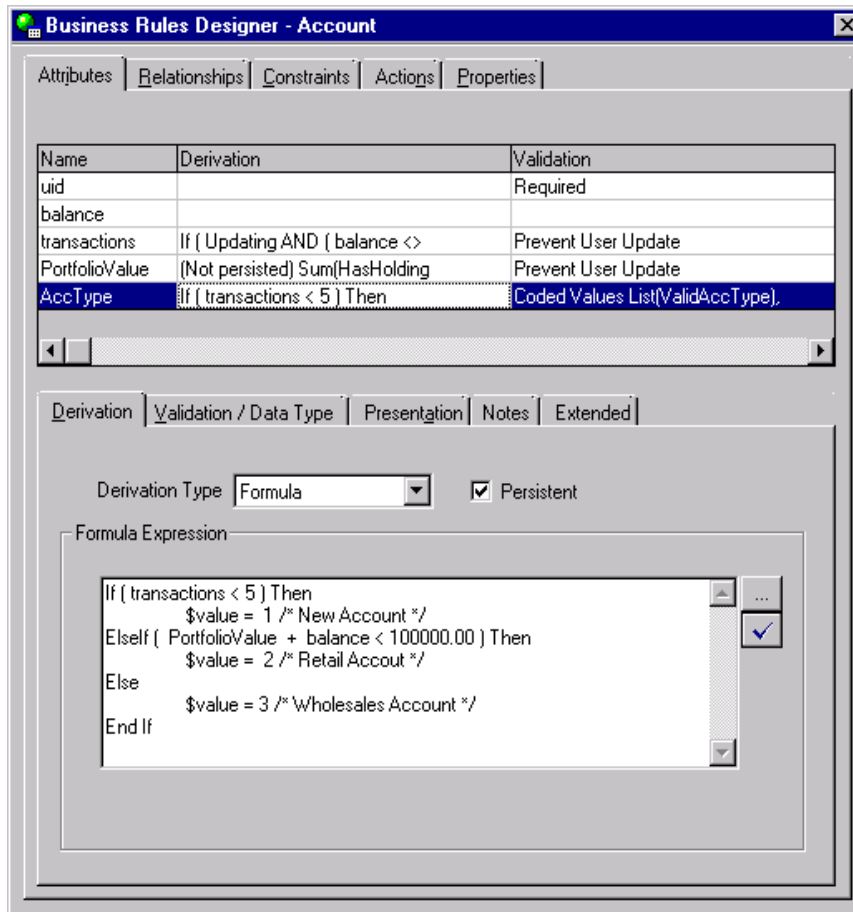 Business Rules Designer - Account
Attributes Relationships Constraints Actions Properties
Name Derivation Validation
uid Required
balance
transactions If ( Updating AND ( balance <> Prevent User Update
PortfolioValue (Not persisted) Sum(HasHolding Prevent User Update
AccType If ( transactions < 5 ) Then Coded Values List(ValidAccType),
Derivation Validation / Data Type Presentation Notes Extended
Derivation Type Formula Persistent
Formula Expression
If ( transactions < 5 ) Then
$value = 1 /* New Account */
ElseIf ( PortfolioValue + balance < 100000.00 ) Then
$value = 2 /* Retail Accout */
Else
$value = 3 /* Wholesales Account */
End If
...